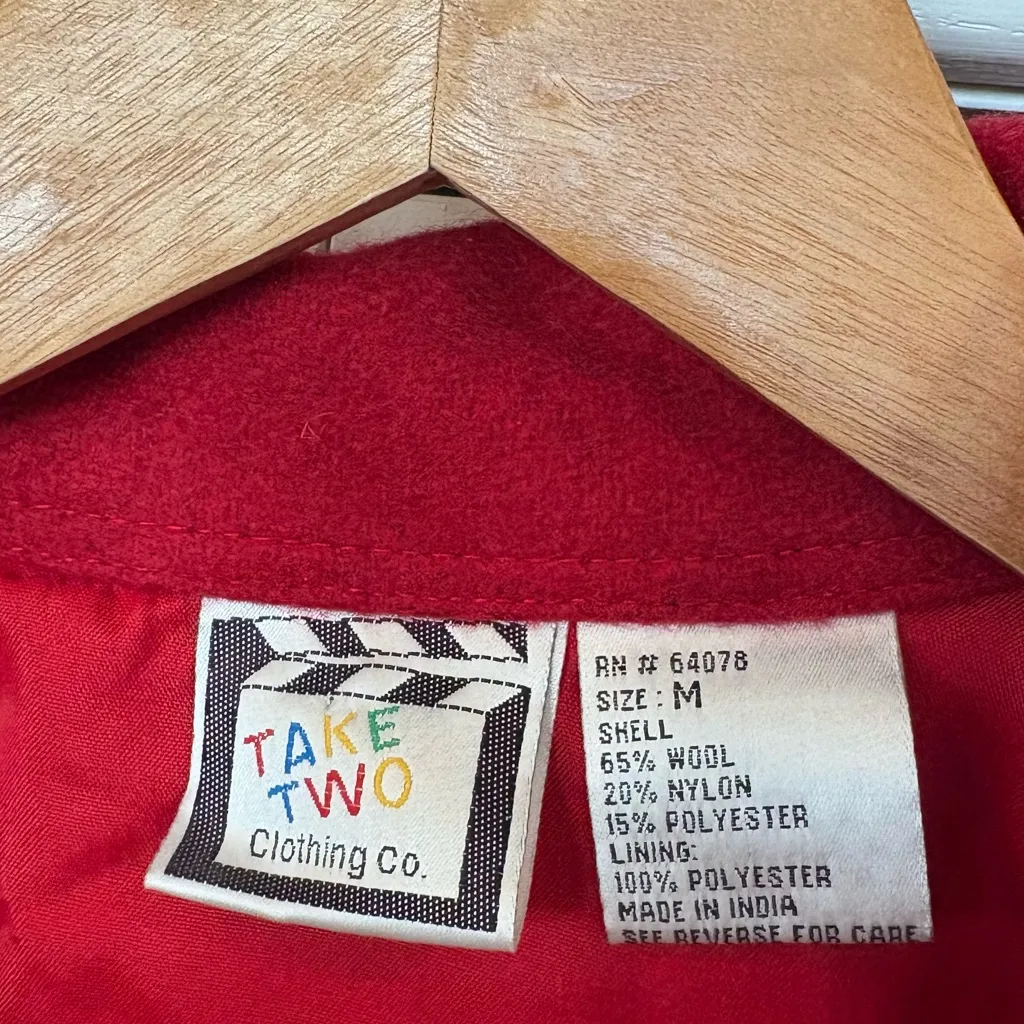 TAKE
TWO
Clothing Co.
RN # 64078
SIZE : M
SHELL
65% WOOL
20% NYLON
15% POLYESTER
LINING:
100% POLYESTER
MADE IN INDIA
SEE REVERSE FOR CARE